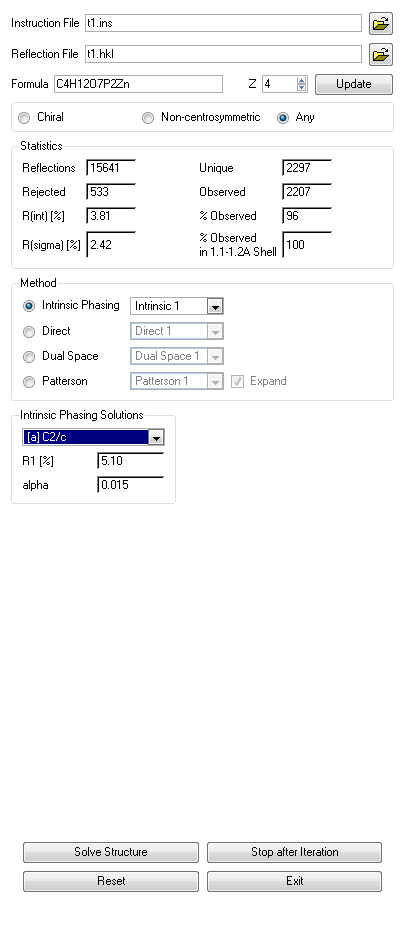 Instruction File t1.ins
Reflection File t1.hkl
Formula C4H12O7P2Zn Z 4 Update
Chiral Non-centrosymmetric Any
Statistics
Reflections 15641 Unique 2297
Rejected 533 Observed 2207
R(int) [%] 3.81 % Observed 96
R(sigma) [%] 2.42 % Observed
in 1.1-1.2A Shell 100
Method
Intrinsic Phasing Intrinsic 1
Direct Direct 1
Dual Space Dual Space 1
Patterson Patterson 1 Expand
Intrinsic Phasing Solutions
[a] C2/c
R1 [%] 5.10
alpha 0.015
Solve Structure Stop after Iteration
Reset Exit